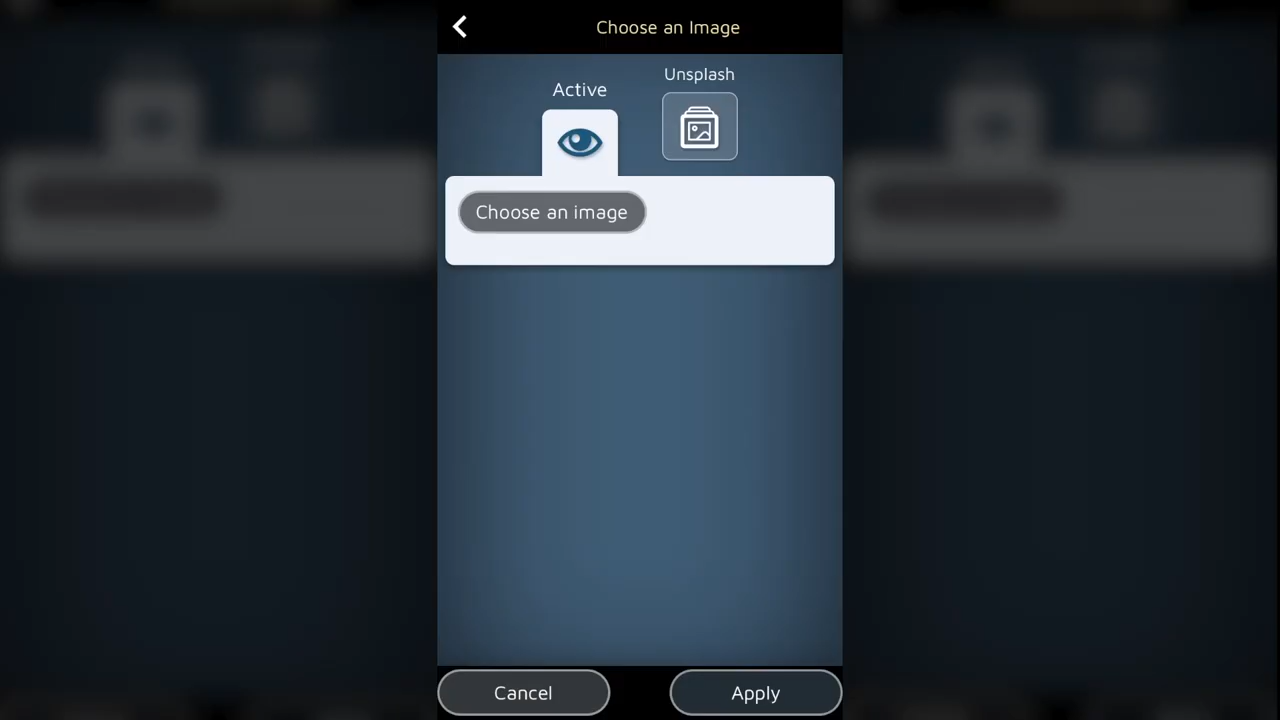 Choose an Image
Unsplash
Active
Choose an image
Cancel
Apply